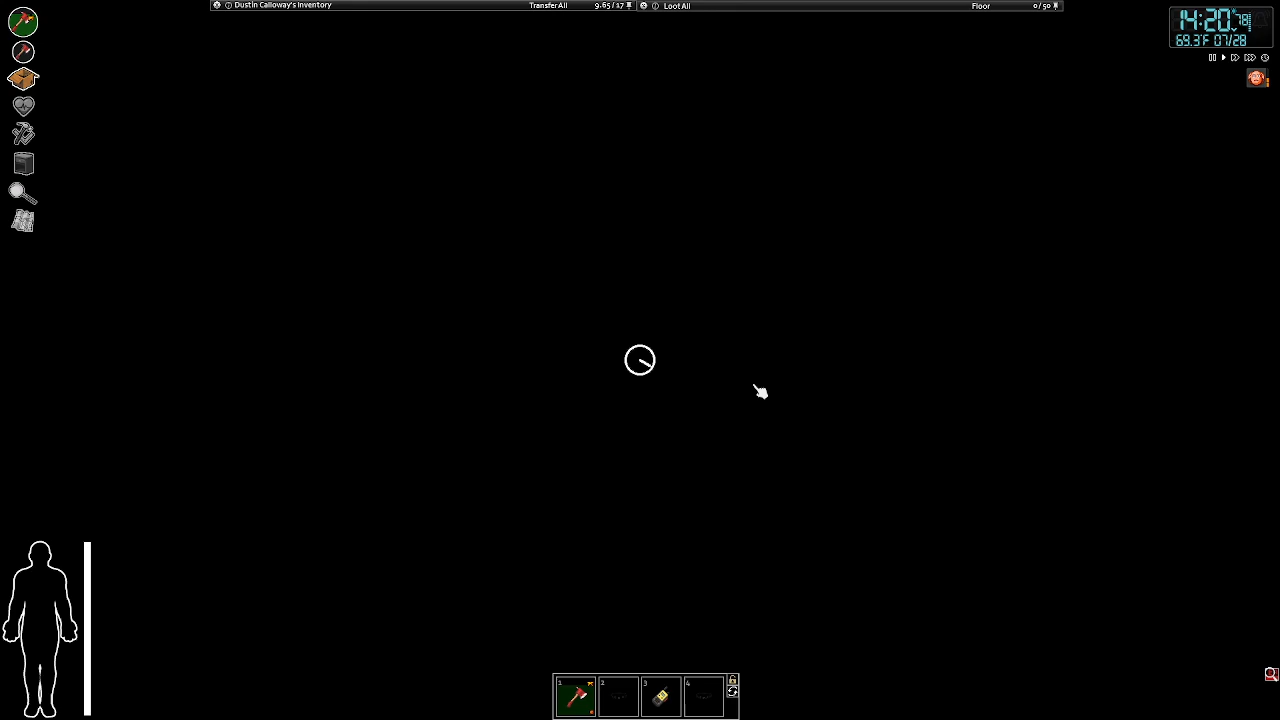 Dustin Calloway's Inventory Transfer All 9.65 / 17 Loot All Floor 0 / 50
14:20
69.3°F 07/28
1 2 3 4